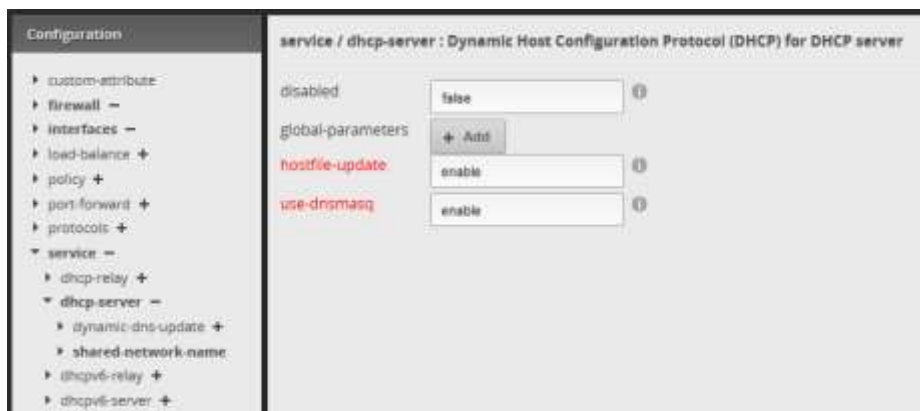 Configuration
custom-attribute
firewall −
interfaces −
load-balance +
policy +
port-forward +
protocols +
service −
dhcp-relay +
dhcp-server −
dynamic-dns-update +
shared-network-name
dhcpv6-relay +
dhcpv6-server +
service / dhcp-server : Dynamic Host Configuration Protocol (DHCP) for DHCP server
disabled false
global-parameters + Add
hostfile-update enable
use-dnsmasq enable